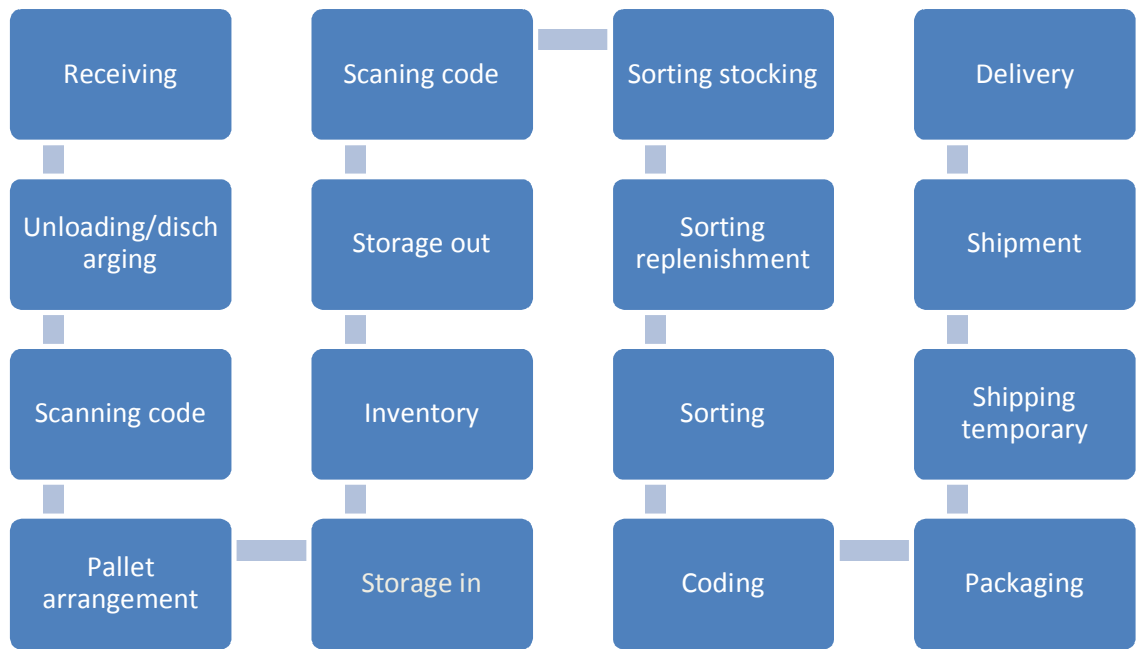 Receiving
Unloading/disch
arging
Scanning code
Pallet
arrangement
Storage in
Inventory
Storage out
Scaning code
Sorting stocking
Sorting
replenishment
Sorting
Coding
Packaging
Shipping
temporary
Shipment
Delivery